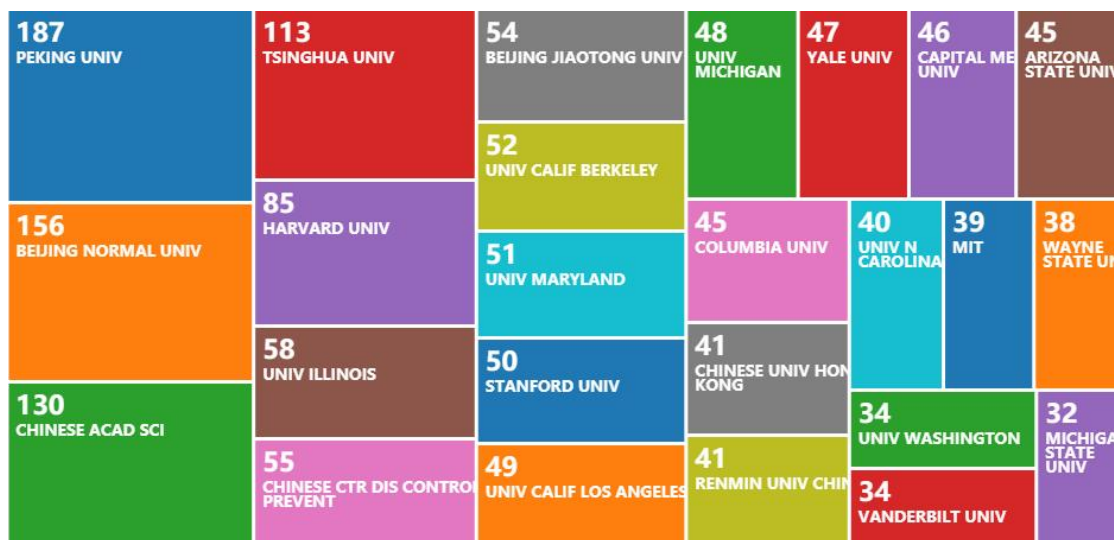 187
PEKING UNIV
156
BEIJING NORMAL UNIV
130
CHINESE ACAD SCI
113
TSINGHUA UNIV
85
HARVARD UNIV
58
UNIV ILLINOIS
55
CHINESE CTR DIS CONTROL
PREVENT
54
BEIJING JIAOTONG UNIV
52
UNIV CALIF BERKELEY
51
UNIV MARYLAND
50
STANFORD UNIV
49
UNIV CALIF LOS ANGELES
48
UNIV
MICHIGAN
47
YALE UNIV
46
CAPITAL ME
UNIV
45
ARIZONA
STATE UNIV
45
COLUMBIA UNIV
41
CHINESE UNIV HON
KONG
41
RENMIN UNIV CHIN
40
UNIV N
CAROLINA
39
MIT
38
WAYNE
STATE UN
34
UNIV WASHINGTON
34
VANDERBILT UNIV
32
MICHIGA
STATE
UNIV